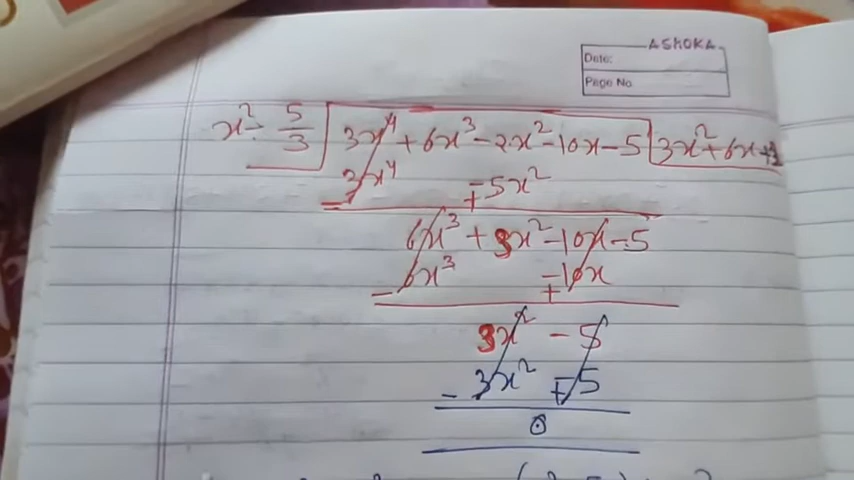 ASHOKA
Date:
Page No.
x² - 5/3 | 3x⁴ + 6x³ - 2x² - 10x - 5 | 3x² + 6x + 3
3x⁴ - 5x²
- +
6x³ + 3x² - 10x - 5
6x³ - 10x
- +
3x² - 5
3x² - 5
- +
0